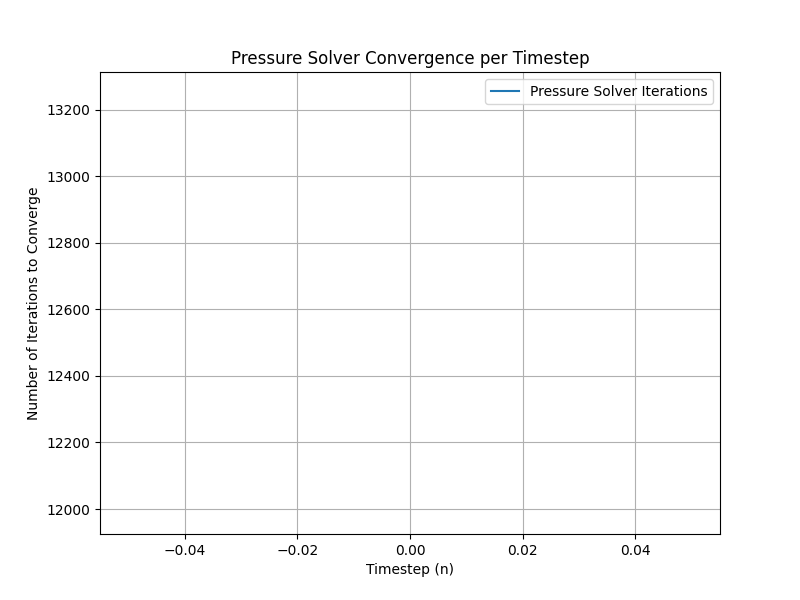 Pressure Solver Convergence per Timestep
Pressure Solver Iterations
Number of Iterations to Converge
13200
13000
12800
12600
12400
12200
12000
−0.04 −0.02 0.00 0.02 0.04
Timestep (n)